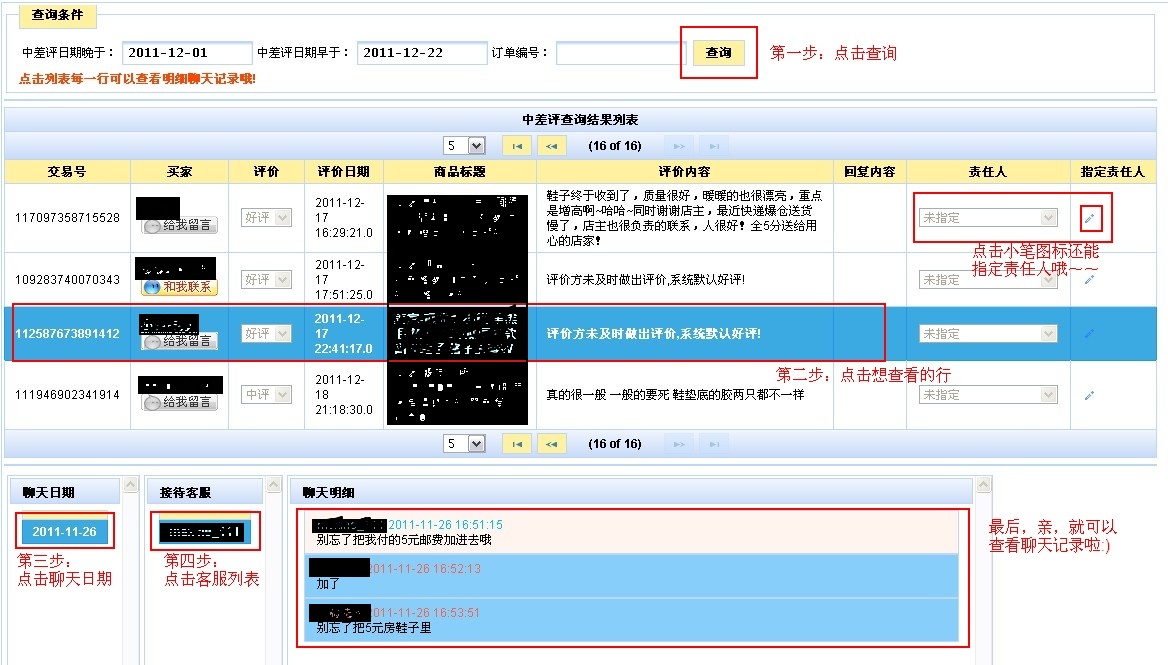 查询条件
中差评日期晚于： 2011-12-01 中差评日期早于： 2011-12-22 订单编号： 查询 第一步：点击查询
点击列表每一行可以查看明细聊天记录哦!
中差评查询结果列表
5 (16 of 16)
交易号 买家 评价 评价日期 商品标题 评价内容 回复内容 责任人 指定责任人
117097358715528 给我留言 好评 2011-12-
17
16:29:21.0 鞋子终于收到了，质量很好，暖暖的也很漂亮，重点
是增高啊~哈哈~同时谢谢店主，最近快递爆仓送货
慢了，店主也很负责的联系，人很好！全5分送给用
心的店家！ 未指定
点击小笔图标还能
指定责任人哦～～
109283740070343 和我联系 好评 2011-12-
17
17:51:25.0 评价方未及时做出评价,系统默认好评! 未指定
112587673891412 给我留言 好评 2011-12-
17
22:41:17.0 评价方未及时做出评价,系统默认好评! 未指定
第二步：点击想查看的行
111946902341914 给我留言 中评 2011-12-
18
21:18:30.0 真的很一般 一般的要死 鞋垫底的胶两只都不一样 未指定
5 (16 of 16)
聊天日期 接待客服 聊天明细
2011-11-26
第三步：
点击聊天日期
第四步：
点击客服列表
2011-11-26 16:51:15
别忘了把我付的5元邮费加进去哦
2011-11-26 16:52:13
加了
2011-11-26 16:53:51
别忘了把5元房鞋子里
最后，亲，就可以
查看聊天记录啦:)